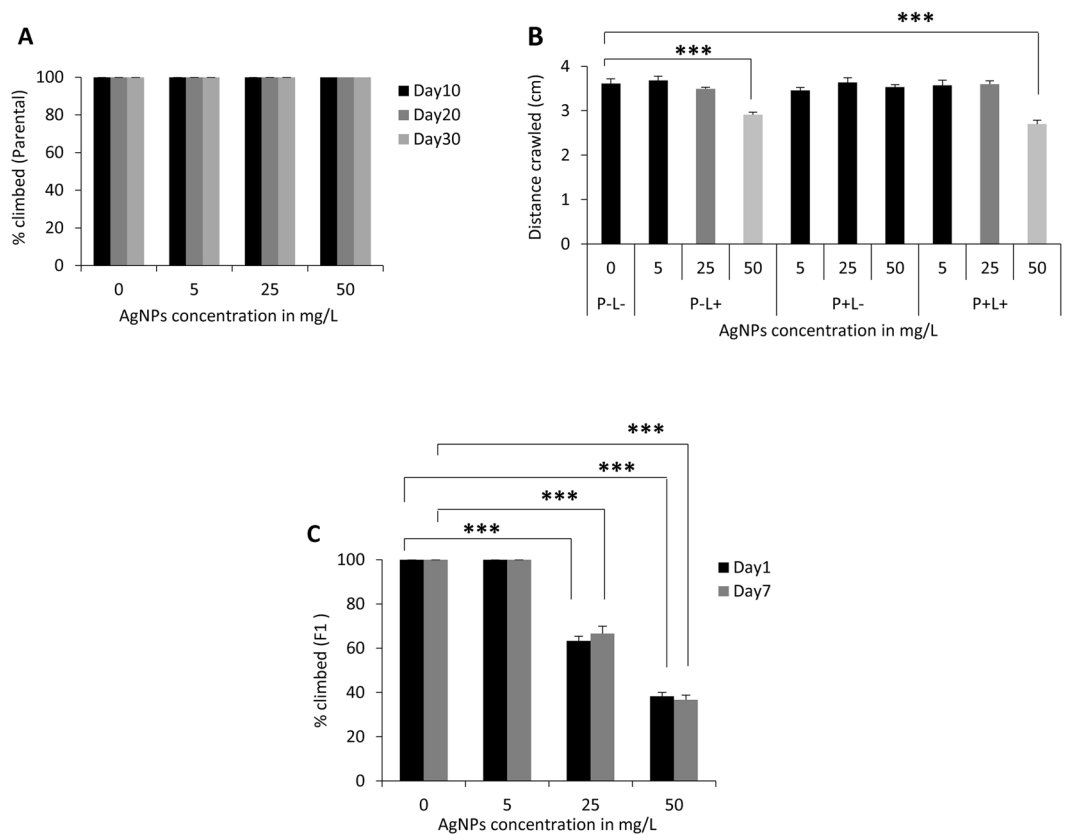 A
% climbed (Parental)
100
80
60
40
20
0
0 5 25 50
AgNPs concentration in mg/L
Day10
Day20
Day30
B
***
***
Distance crawled (cm)
4
3
2
1
0
0 5 25 50 5 25 50 5 25 50
P-L- P-L+ P+L- P+L+
AgNPs concentration in mg/L
C
***
***
***
***
% climbed (F1 )
100
80
60
40
20
0
0 5 25 50
AgNPs concentration in mg/L
Day1
Day7